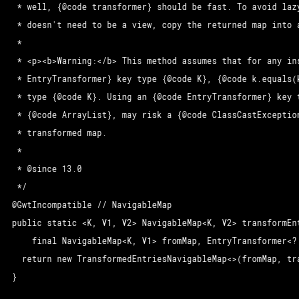 * well, {@code transformer} should be fast. To avoid lazy
* doesn't need to be a view, copy the returned map into a
*
* <p><b>Warning:</b> This method assumes that for any ins
* EntryTransformer} key type {@code K}, {@code k.equals(k
* type {@code K}. Using an {@code EntryTransformer} key t
* {@code ArrayList}, may risk a {@code ClassCastException
* transformed map.
*
* @since 13.0
*/
@GwtIncompatible // NavigableMap
public static <K, V1, V2> NavigableMap<K, V2> transformEnt
final NavigableMap<K, V1> fromMap, EntryTransformer<?
return new TransformedEntriesNavigableMap<>(fromMap, tra
}